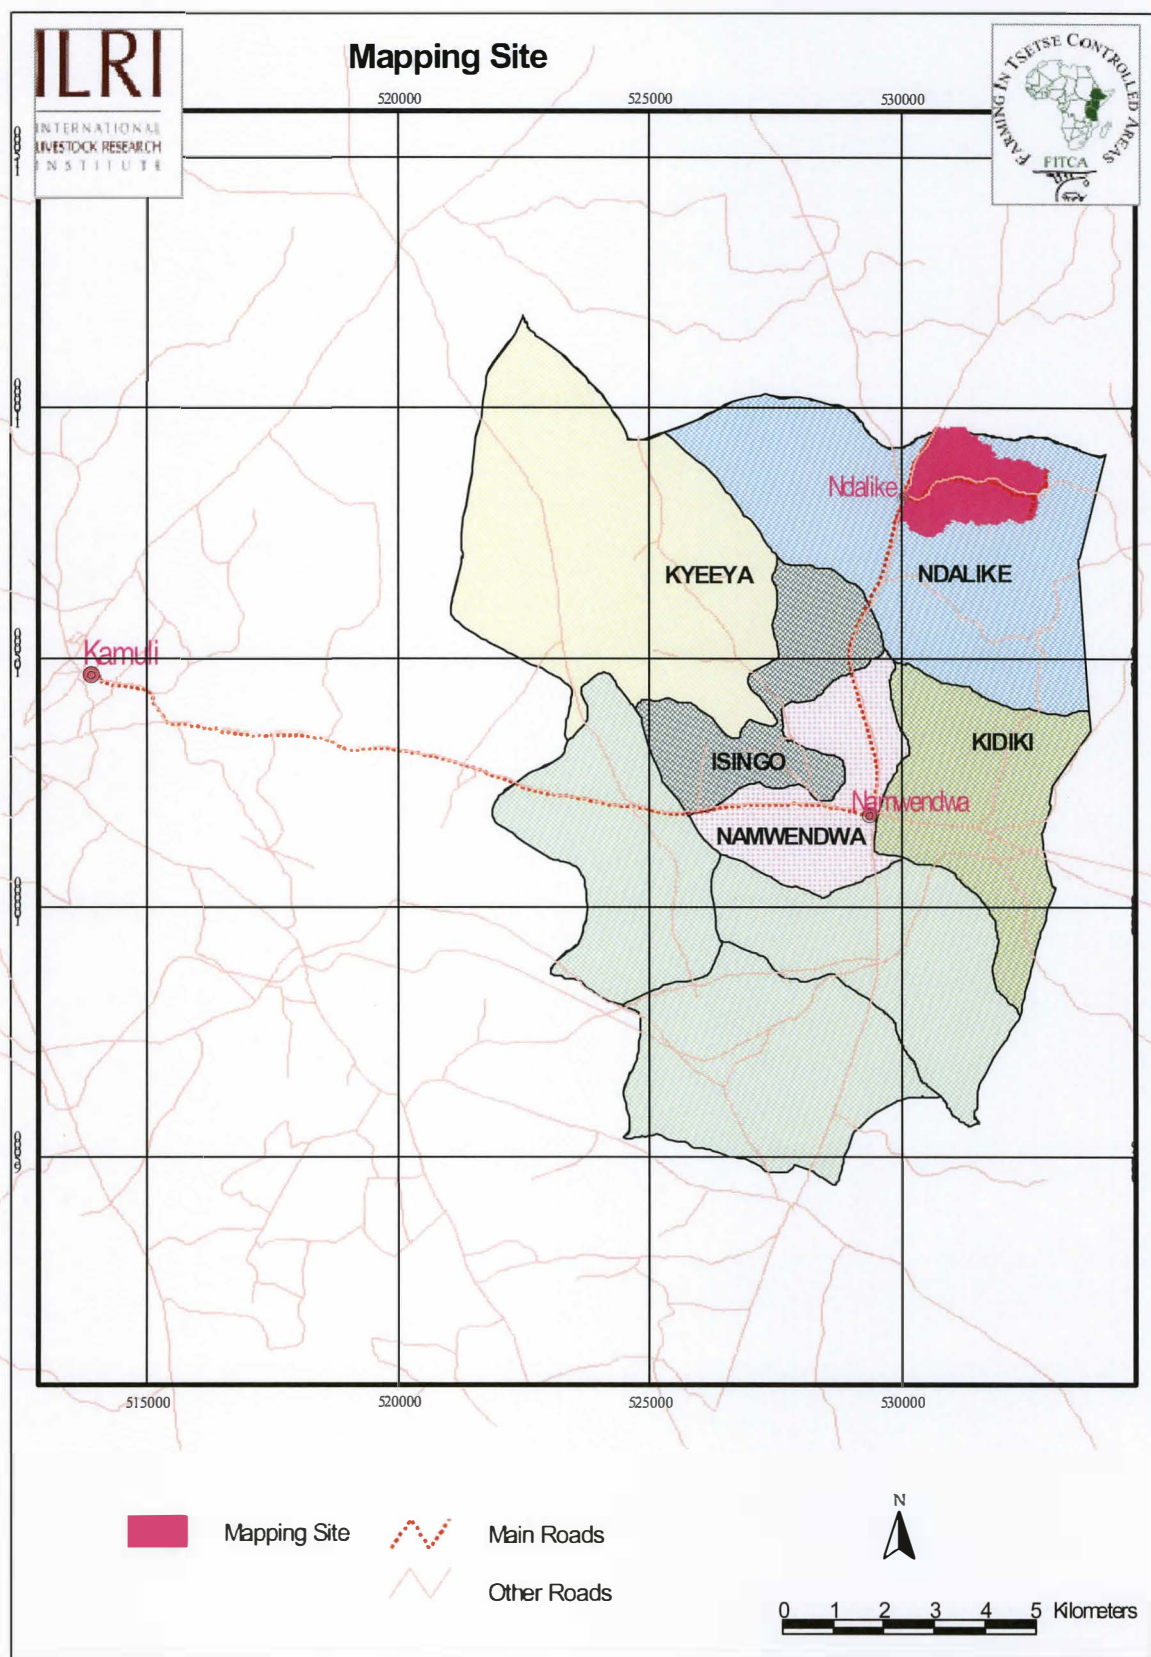 ILRI
INTERNATIONAL
LIVESTOCK RESEARCH
INSTITUTE
Mapping Site
FARMING IN TSETSE CONTROLLED AREAS
FITCA
520000
525000
530000
Ndalike
KYEEYA
NDALIKE
Kamuli
KIDIKI
ISINGO
Namwendwa
NAMWENDWA
515000
520000
525000
530000
N
Mapping Site
Main Roads
Other Roads
0 1 2 3 4 5 Kilometers